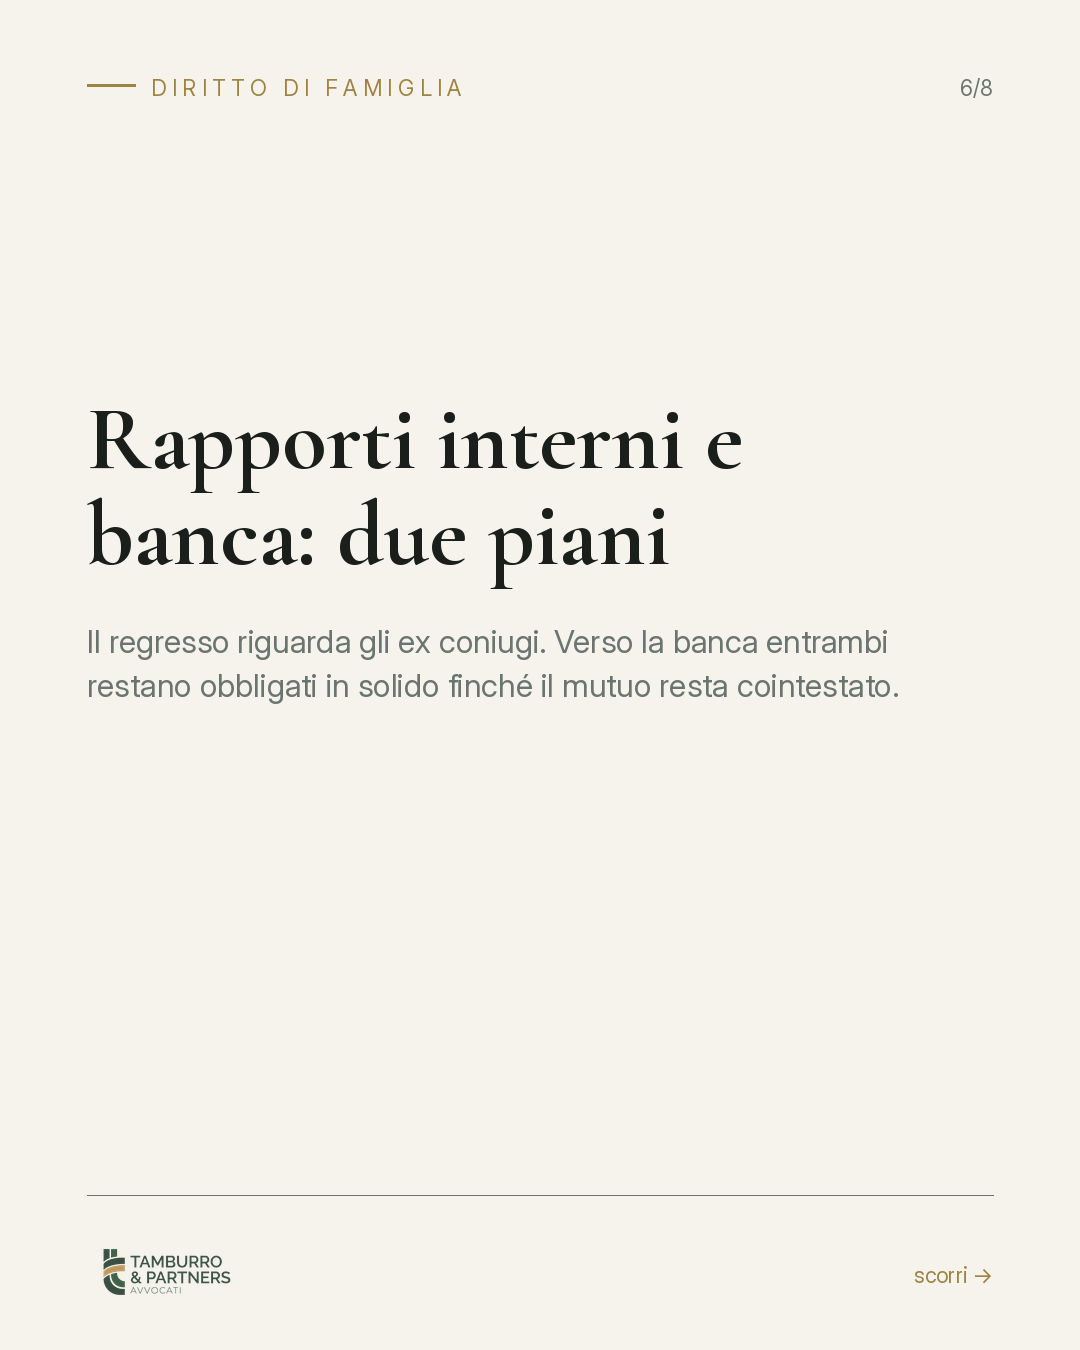 DIRITTO DI FAMIGLIA
6/8
Rapporti interni e
banca: due piani
Il regresso riguarda gli ex coniugi. Verso la banca entrambi
restano obbligati in solido finché il mutuo resta cointestato.
TAMBURRO
& PARTNERS
AVVOCATI
scorri →